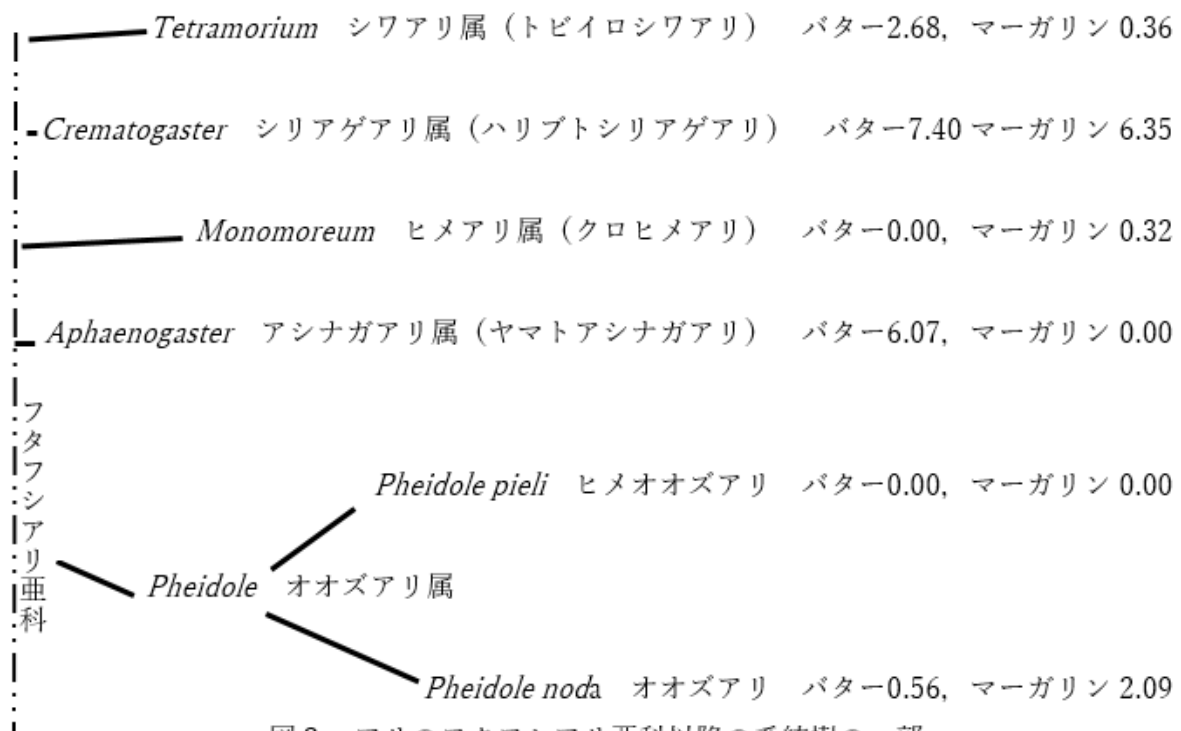 Tetramorium シワアリ属（トビイロシワアリ） バター2.68, マーガリン 0.36
Crematogaster シリアゲアリ属（ハリブトシリアゲアリ） バター7.40 マーガリン 6.35
Monomoreum ヒメアリ属（クロヒメアリ） バター0.00, マーガリン 0.32
Aphaenogaster アシナガアリ属（ヤマトアシナガアリ） バター6.07, マーガリン 0.00
フタフシアリ亜科
Pheidole pieli ヒメオオズアリ バター0.00, マーガリン 0.00
Pheidole オオズアリ属
Pheidole noda オオズアリ バター0.56, マーガリン 2.09